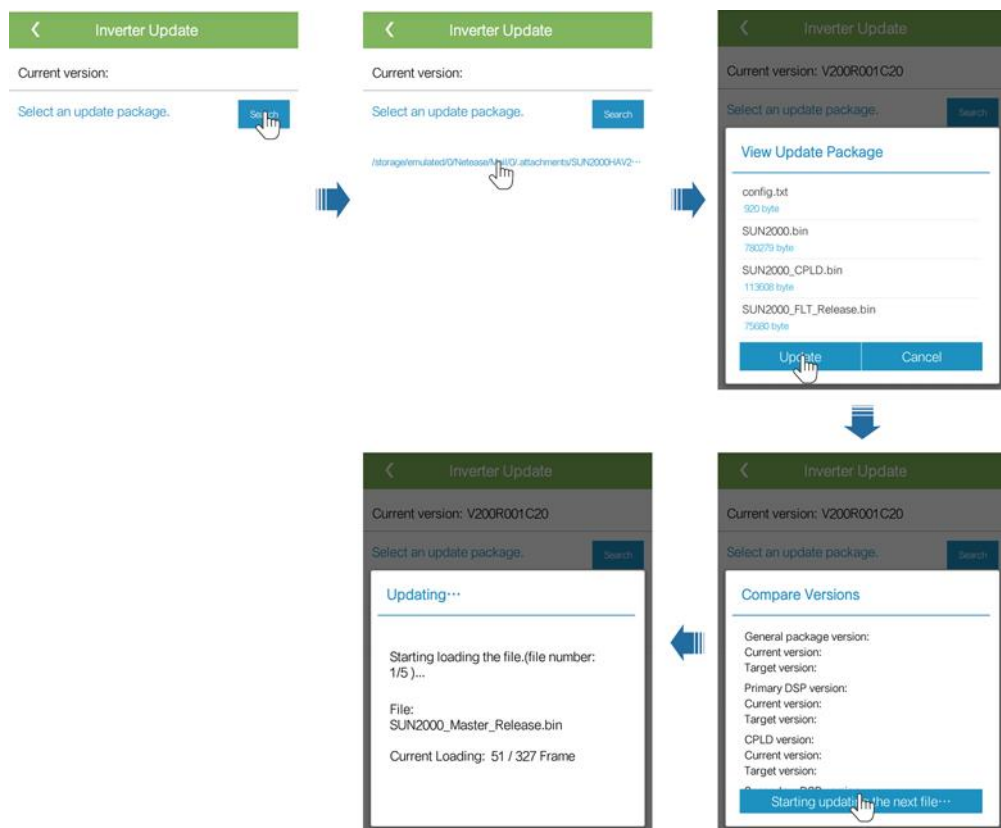 Inverter Update
Current version:
Select an update package.
Search
Inverter Update
Current version:
Select an update package.
Search
/storage/emulated/0/Netease/Mail/0/.attachments/SUN2000HAV2···
Inverter Update
Current version: V200R001C20
Select an update package.
Search
View Update Package
config.txt
920 byte
SUN2000.bin
780279 byte
SUN2000_CPLD.bin
113608 byte
SUN2000_FLT_Release.bin
75680 byte
Update
Cancel
Inverter Update
Current version: V200R001C20
Select an update package.
Search
Compare Versions
General package version:
Current version:
Target version:
Primary DSP version:
Current version:
Target version:
CPLD version:
Current version:
Target version:
Starting updating the next file···
Inverter Update
Current version: V200R001C20
Select an update package.
Search
Updating···
Starting loading the file.(file number:
1/5 )...
File:
SUN2000_Master_Release.bin
Current Loading: 51 / 327 Frame